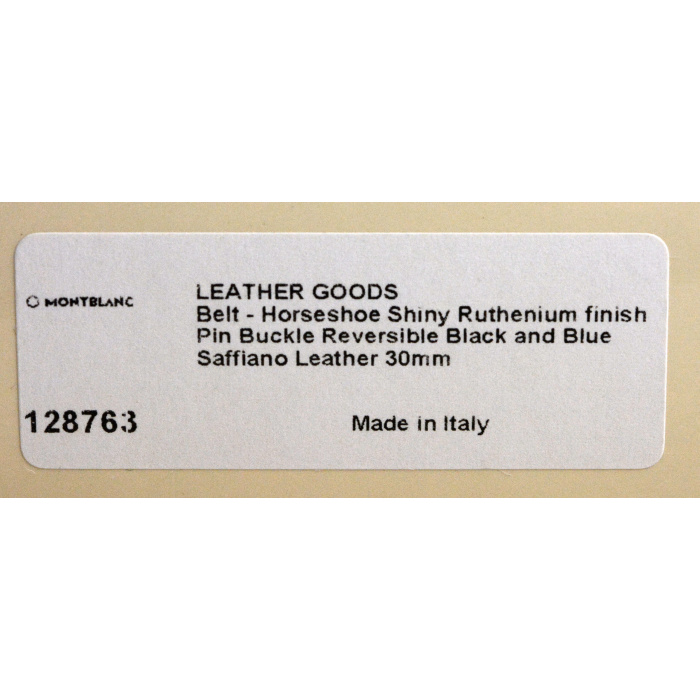 MONTBLANC
LEATHER GOODS
Belt - Horseshoe Shiny Ruthenium finish
Pin Buckle Reversible Black and Blue
Saffiano Leather 30mm
128763
Made in Italy